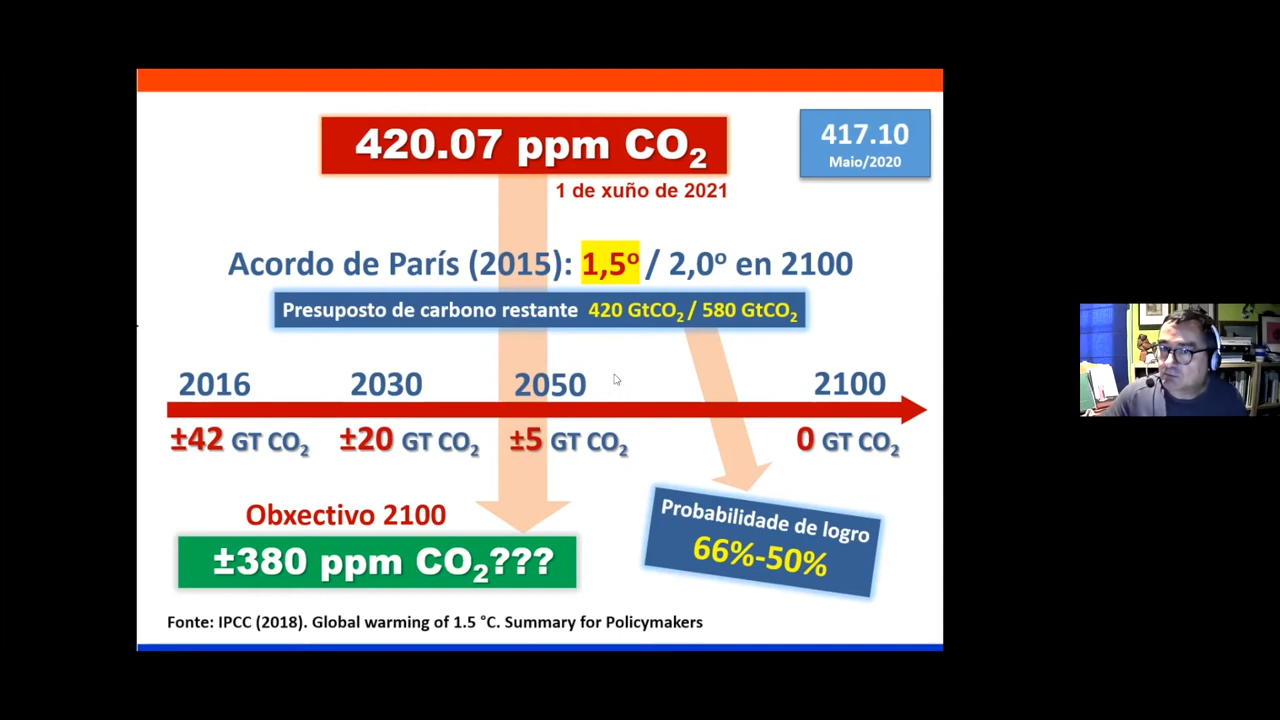 420.07 ppm CO₂
417.10
Maio/2020
1 de xuño de 2021
Acordo de París (2015): 1,5º / 2,0º en 2100
Presuposto de carbono restante 420 GtCO₂ / 580 GtCO₂
2016 2030 2050 2100
±42 GT CO₂ ±20 GT CO₂ ±5 GT CO₂ 0 GT CO₂
Obxectivo 2100
±380 ppm CO₂???
Probabilidade de logro
66%-50%
Fonte: IPCC (2018). Global warming of 1.5 °C. Summary for Policymakers